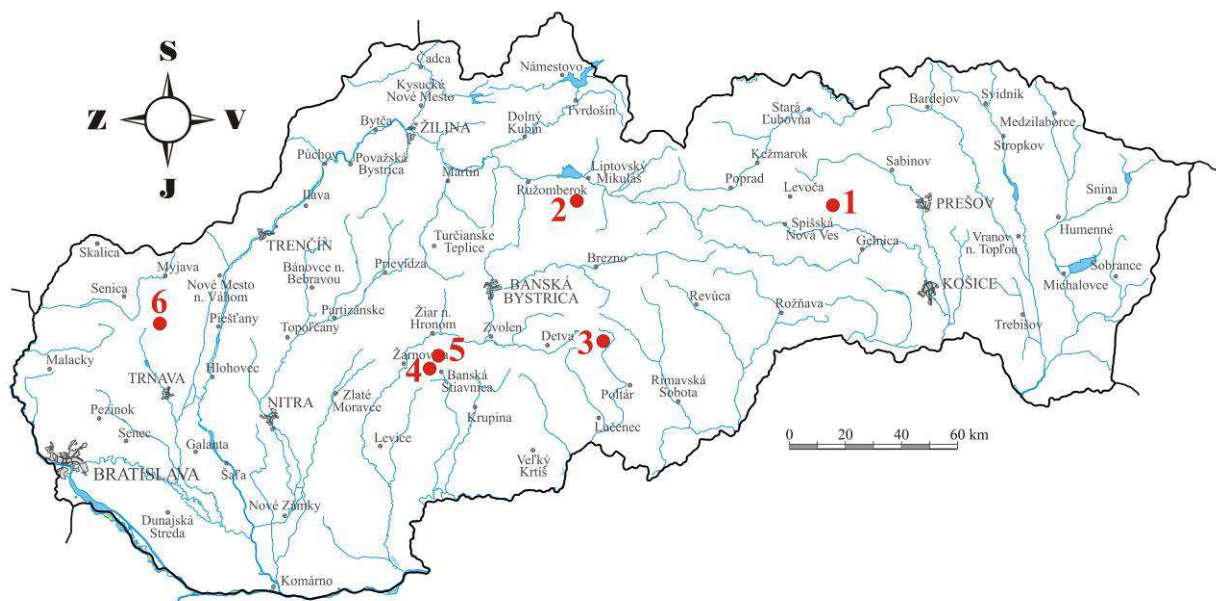 S
Z
V
J
Čadca
Kysucké
Nové Mesto
Bytča
ŽILINA
Námestovo
Tvrdošín
Dolný
Kubín
Stará
Ľubovňa
Bardejov
Svidník
Medzilaborce
Stropkov
Púchov
Považská
Bystrica
Martin
Ružomberok
Liptovský
Mikuláš
Kežmarok
Poprad
Levoča
Sabinov
PREŠOV
Snina
Humenné
Ilava
TRENČÍN
Turčianske
Teplice
2
1
Spišská
Nová Ves
Gelnica
Vranov
n. Topľou
Skalica
Myjava
Senica
Nové Mesto
n. Váhom
Bánovce n.
Bebravou
Prievidza
BANSKÁ
BYSTRICA
Brezno
Revúca
Rožňava
KOŠICE
Michalovce
Sobrance
Trebišov
6
Piešťany
Topoľčany
Partizánske
Žiar n.
Hronom
Zvolen
Detva
3
Malacky
TRNAVA
Hlohovec
5
4
Banská
Štiavnica
Zlaté
Moravce
Poltár
Rimavská
Sobota
Pezinok
Senec
Galanta
NITRA
Levice
Krupina
Lučenec
Veľký
Krtíš
BRATISLAVA
Šaľa
Nové Zámky
Dunajská
Streda
Komárno
0
20
40
60 km